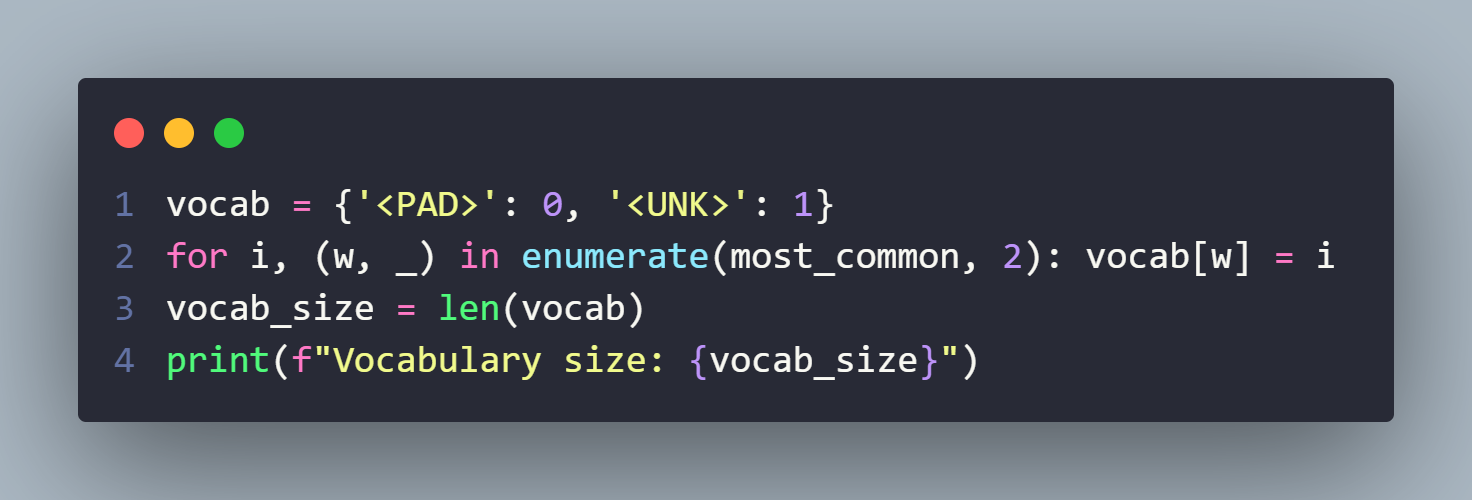 1 vocab = {'<PAD>': 0, '<UNK>': 1}
2 for i, (w, _) in enumerate(most_common, 2): vocab[w] = i
3 vocab_size = len(vocab)
4 print(f"Vocabulary size: {vocab_size}")